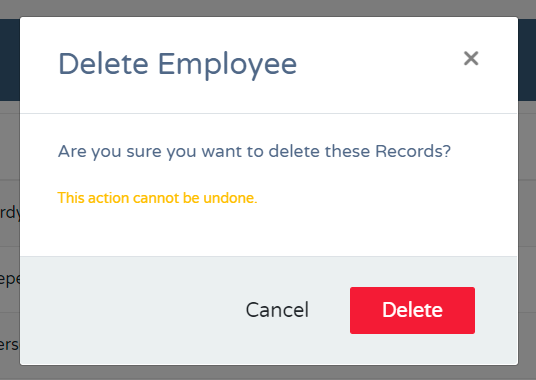 Delete Employee
×
Are you sure you want to delete these Records?
This action cannot be undone.
Cancel Delete